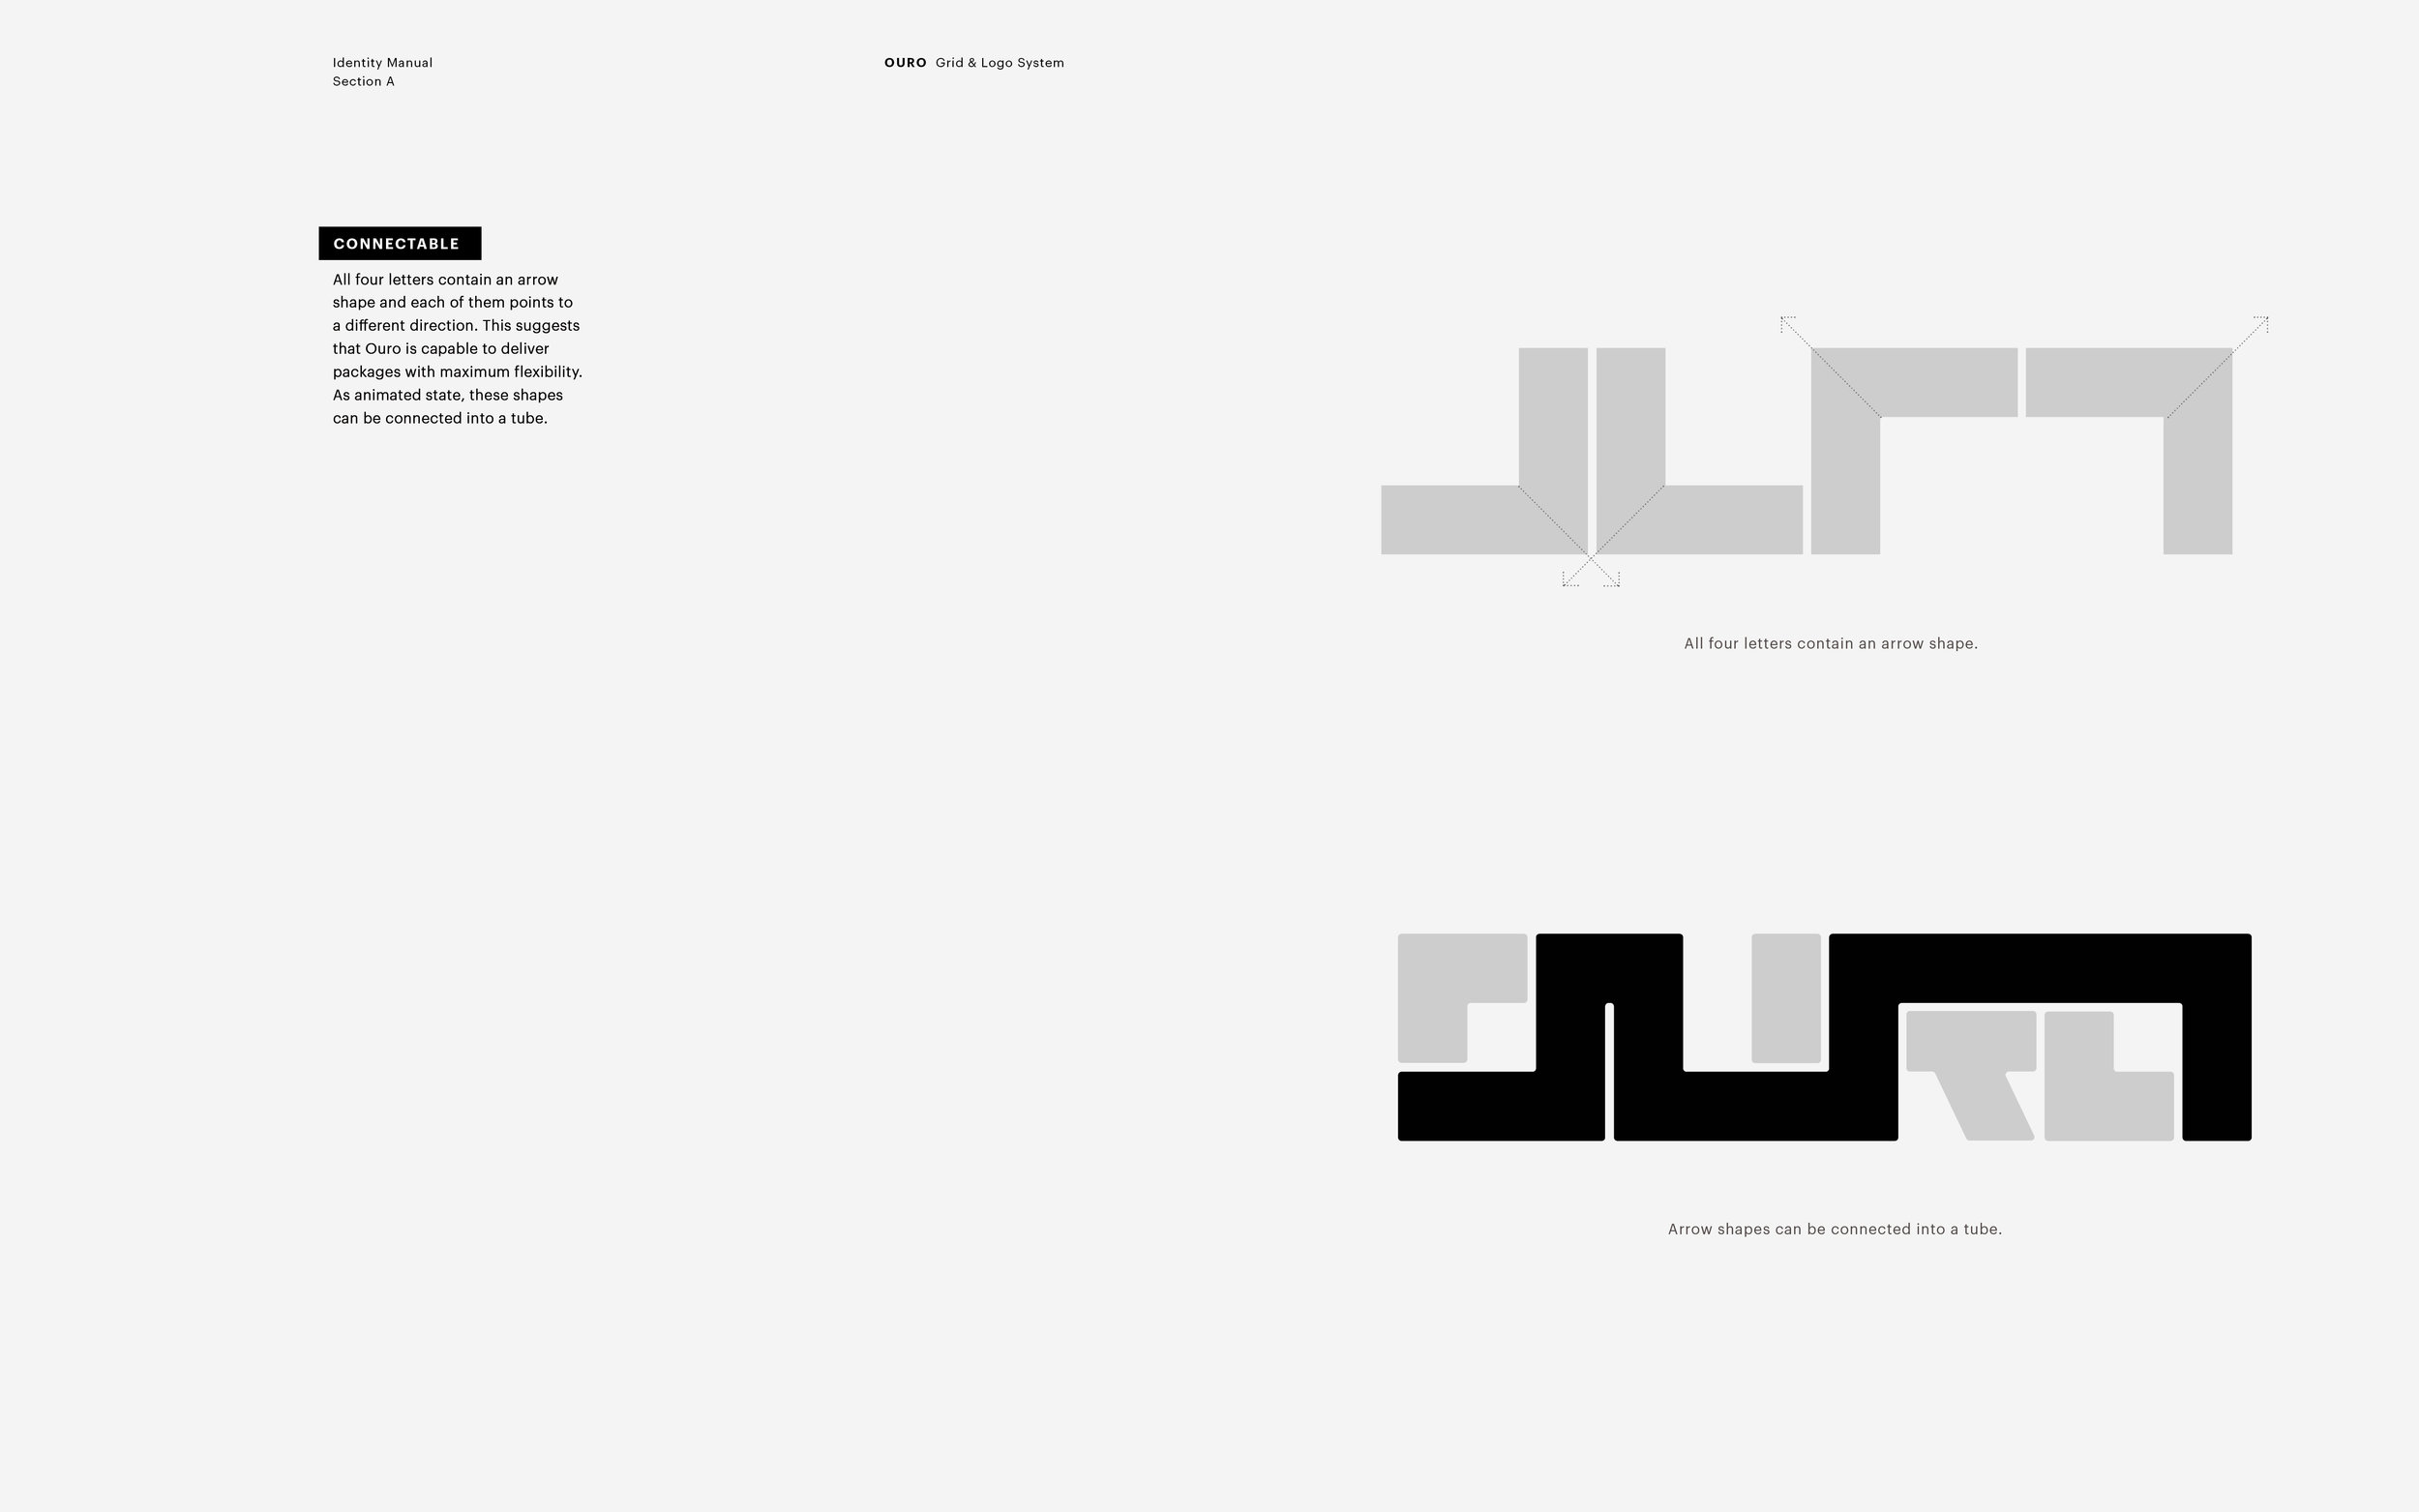 Identity Manual
Section A
OURO Grid & Logo System
CONNECTABLE
All four letters contain an arrow
shape and each of them points to
a different direction. This suggests
that Ouro is capable to deliver
packages with maximum flexibility.
As animated state, these shapes
can be connected into a tube.
All four letters contain an arrow shape.
OURO
Arrow shapes can be connected into a tube.